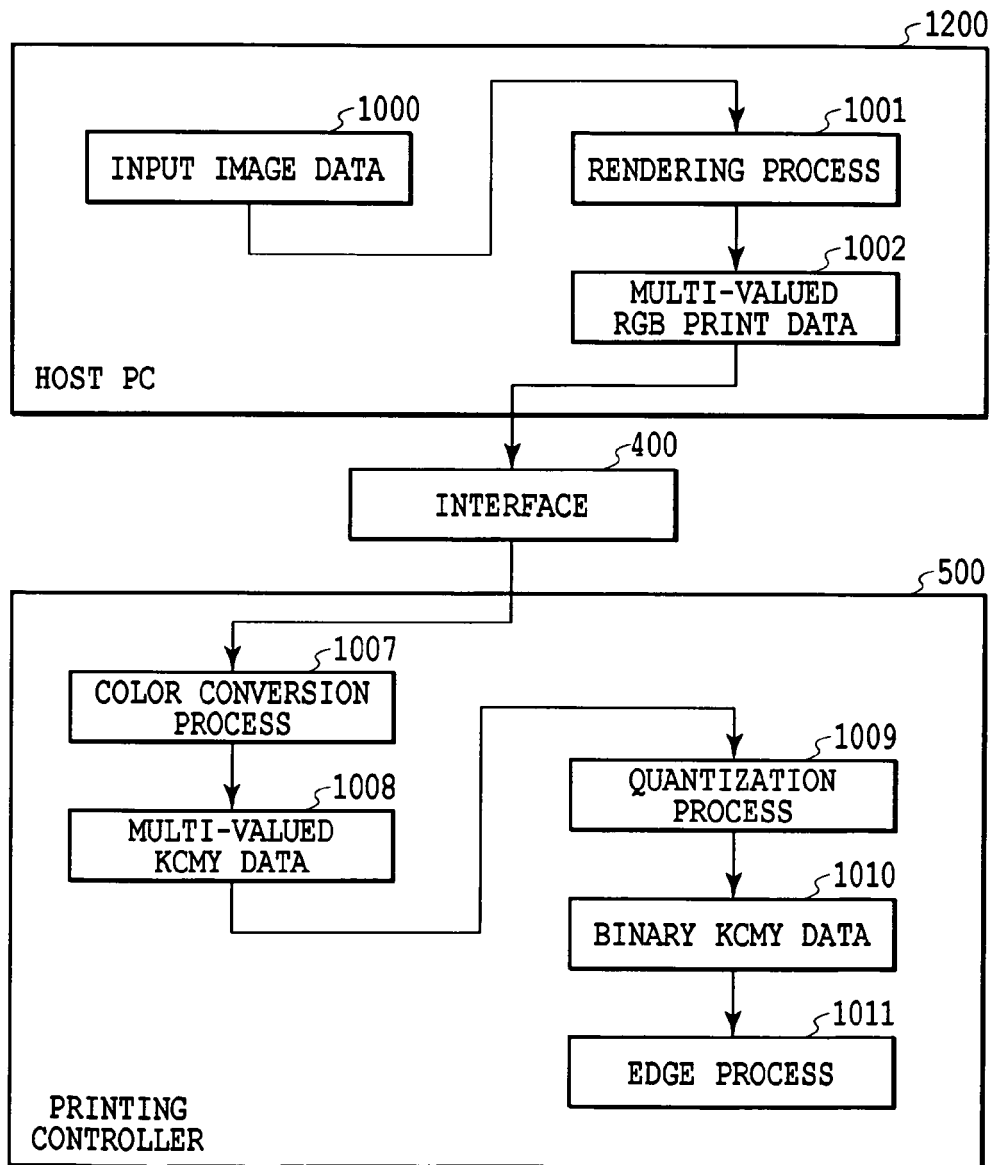 1200
1000
INPUT IMAGE DATA
1001
RENDERING PROCESS
1002
MULTI-VALUED
RGB PRINT DATA
HOST PC
400
INTERFACE
500
1007
COLOR CONVERSION
PROCESS
1008
MULTI-VALUED
KCMY DATA
1009
QUANTIZATION
PROCESS
1010
BINARY KCMY DATA
1011
EDGE PROCESS
PRINTING
CONTROLLER